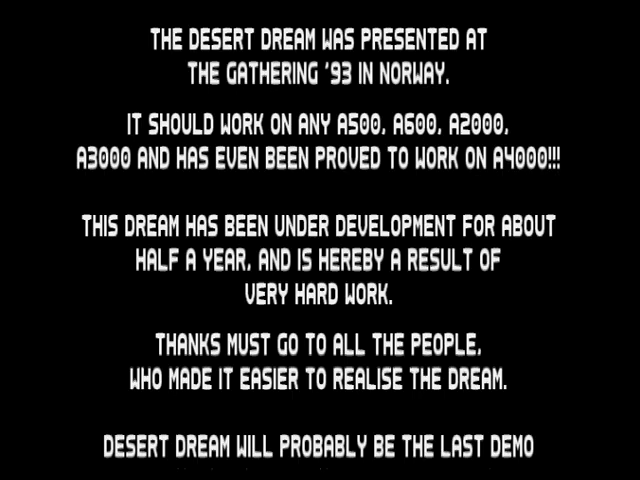 THE DESERT DREAM WAS PRESENTED AT
THE GATHERING '93 IN NORWAY.
IT SHOULD WORK ON ANY A500, A600, A2000,
A3000 AND HAS EVEN BEEN PROVED TO WORK ON A4000!!!
THIS DREAM HAS BEEN UNDER DEVELOPMENT FOR ABOUT
HALF A YEAR, AND IS HEREBY A RESULT OF
VERY HARD WORK.
THANKS MUST GO TO ALL THE PEOPLE,
WHO MADE IT EASIER TO REALISE THE DREAM.
DESERT DREAM WILL PROBABLY BE THE LAST DEMO